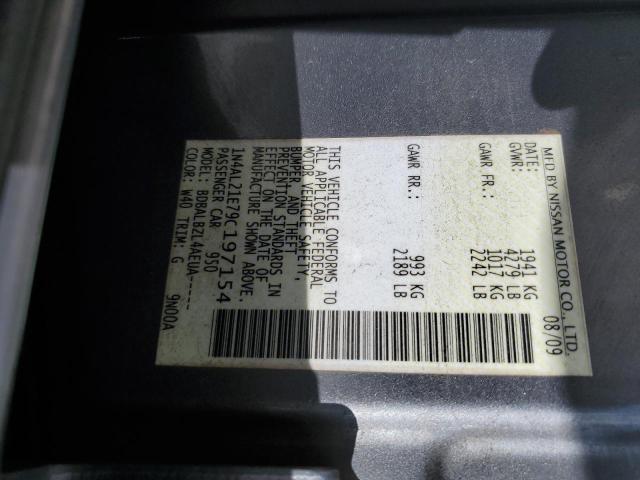 MFD BY NISSAN MOTOR CO., LTD.
DATE: 08/09
GVWR: 1941 KG
4279 LB
GAWR FR.: 1017 KG
2242 LB
GAWR RR.: 993 KG
2189 LB
THIS VEHICLE CONFORMS TO
ALL APPLICABLE FEDERAL
MOTOR VEHICLE SAFETY,
BUMPER, AND THEFT
PREVENTION STANDARDS IN
EFFECT ON THE DATE OF
MANUFACTURE SHOWN ABOVE.
1N4AL21E79C197154
PASSENGER CAR 950
MODEL: BDBALBZL4AEUA-----
COLOR: W40 TRIM: G 9N00A